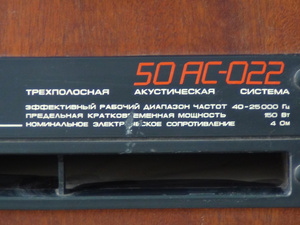 50 АС-022
ТРЕХПОЛОСНАЯ АКУСТИЧЕСКАЯ СИСТЕМА
ЭФФЕКТИВНЫЙ РАБОЧИЙ ДИАПАЗОН ЧАСТОТ 40-25000 Гц
ПРЕДЕЛЬНАЯ КРАТКОВРЕМЕННАЯ МОЩНОСТЬ 150 Вт
НОМИНАЛЬНОЕ ЭЛЕКТРИЧЕСКОЕ СОПРОТИВЛЕНИЕ 4 Ом